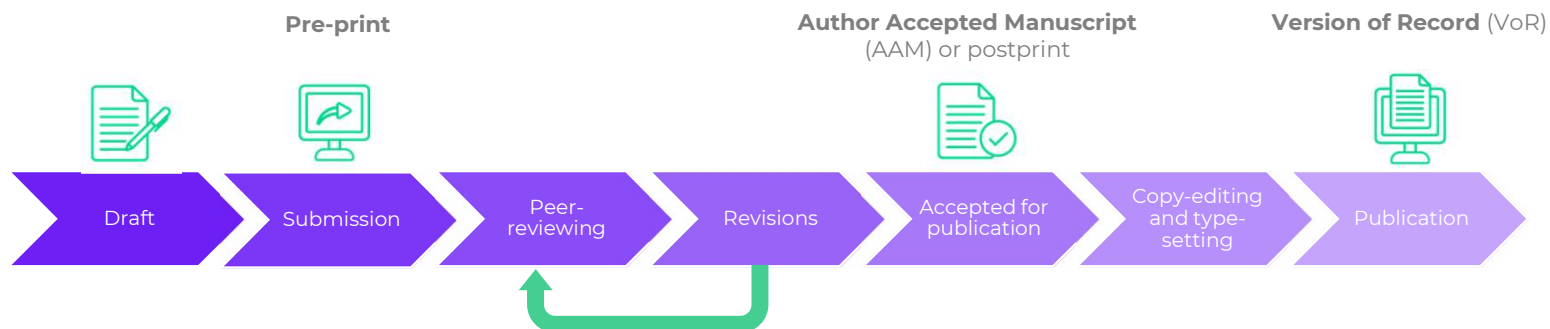 Pre-print
Author Accepted Manuscript
(AAM) or postprint
Version of Record (VoR)
Draft
Submission
Peer-
reviewing
Revisions
Accepted for
publication
Copy-editing
and type-
setting
Publication